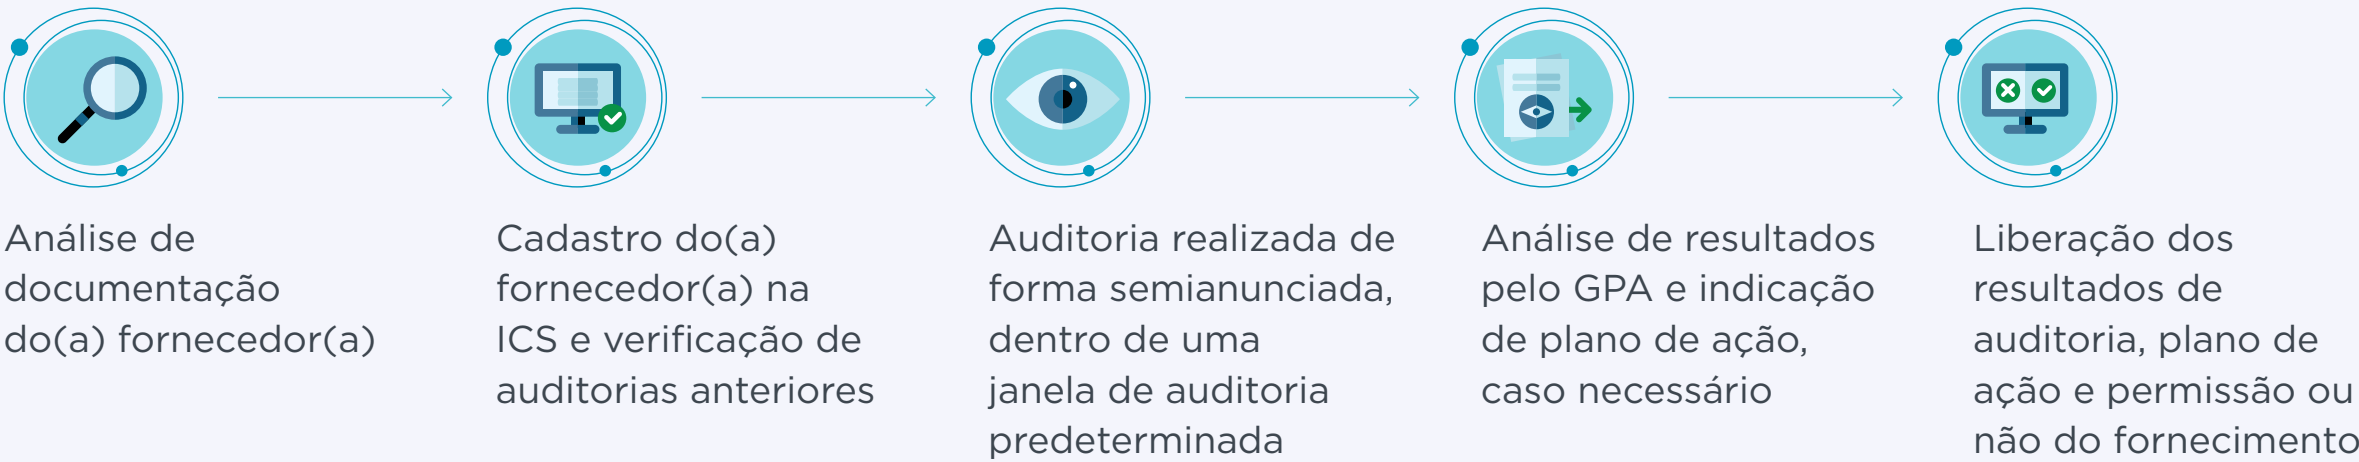 Análise de
documentação
do(a) fornecedor(a)
Cadastro do(a)
fornecedor(a) na
ICS e verificação de
auditorias anteriores
Auditoria realizada de
forma semianunciada,
dentro de uma
janela de auditoria
predeterminada
Análise de resultados
pelo GPA e indicação
de plano de ação,
caso necessário
Liberação dos
resultados de
auditoria, plano de
ação e permissão ou
não do fornecimento